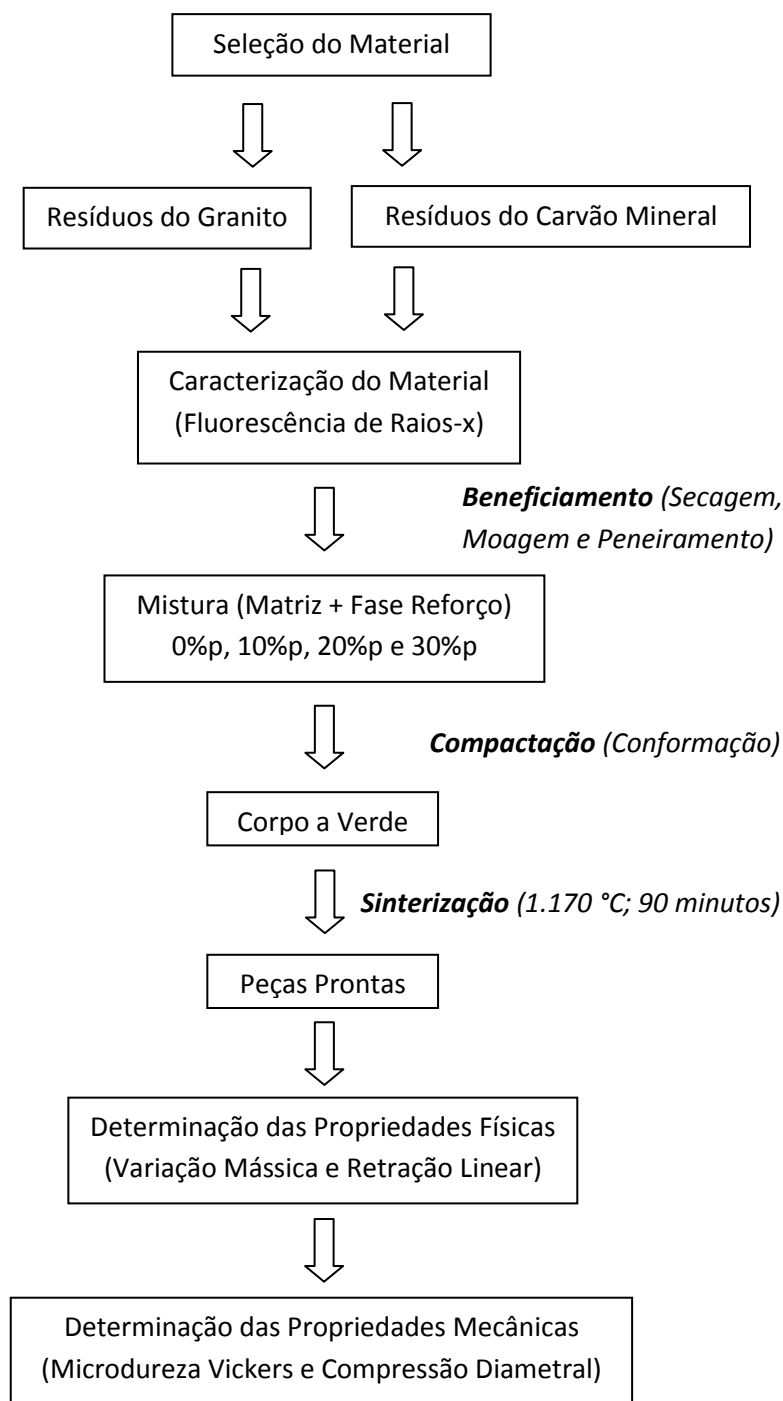 Seleção do Material
Resíduos do Granito
Resíduos do Carvão Mineral
Caracterização do Material
(Fluorescência de Raios-x)
Beneficiamento (Secagem,
Moagem e Peneiramento)
Mistura (Matriz + Fase Reforço)
0%p, 10%p, 20%p e 30%p
Compactação (Conformação)
Corpo a Verde
Sinterização (1.170 °C; 90 minutos)
Peças Prontas
Determinação das Propriedades Físicas
(Variação Mássica e Retração Linear)
Determinação das Propriedades Mecânicas
(Microdureza Vickers e Compressão Diametral)